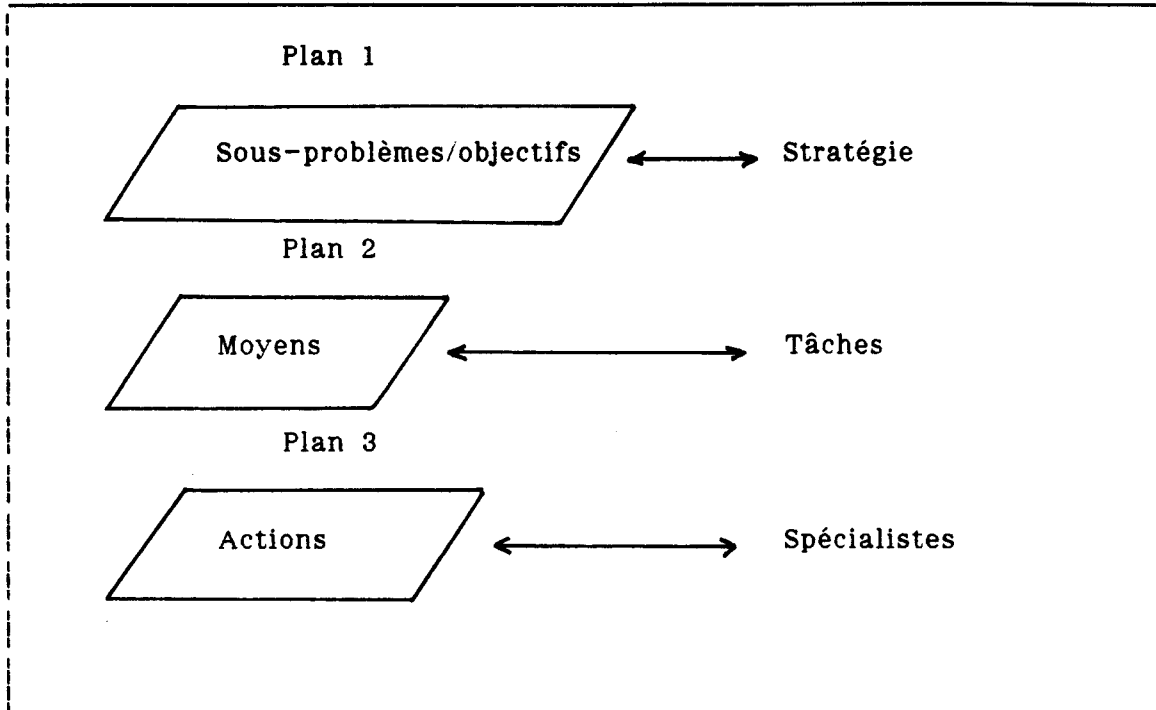 Plan 1
Sous-problèmes/objectifs Stratégie
Plan 2
Moyens Tâches
Plan 3
Actions Spécialistes